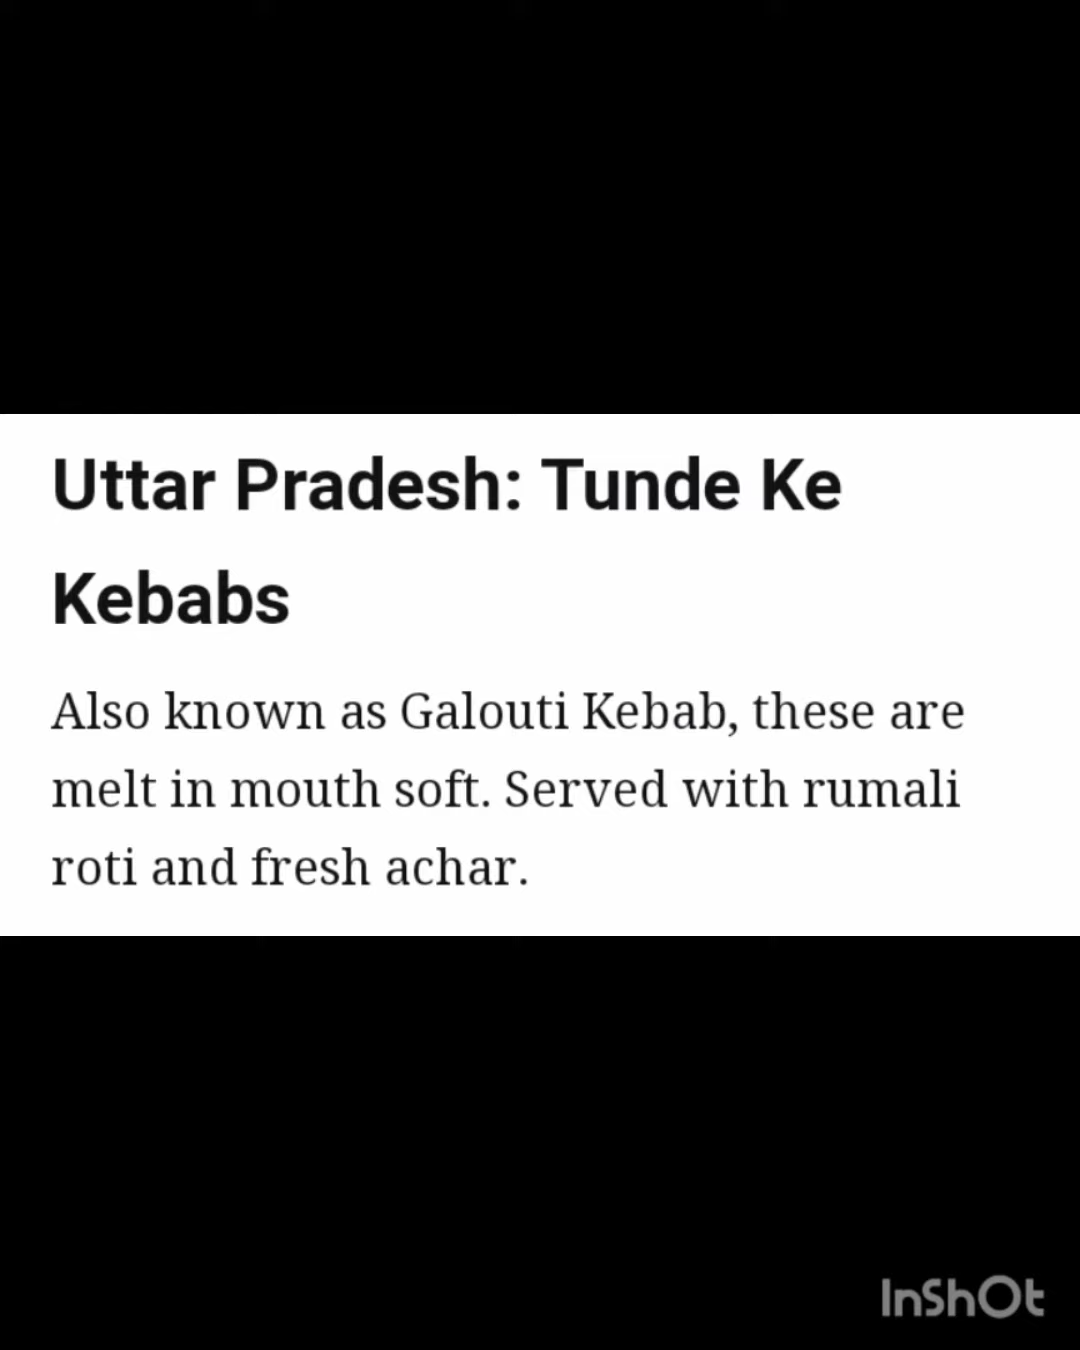 Uttar Pradesh: Tunde Ke
Kebabs
Also known as Galouti Kebab, these are
melt in mouth soft. Served with rumali
roti and fresh achar.
InShOt